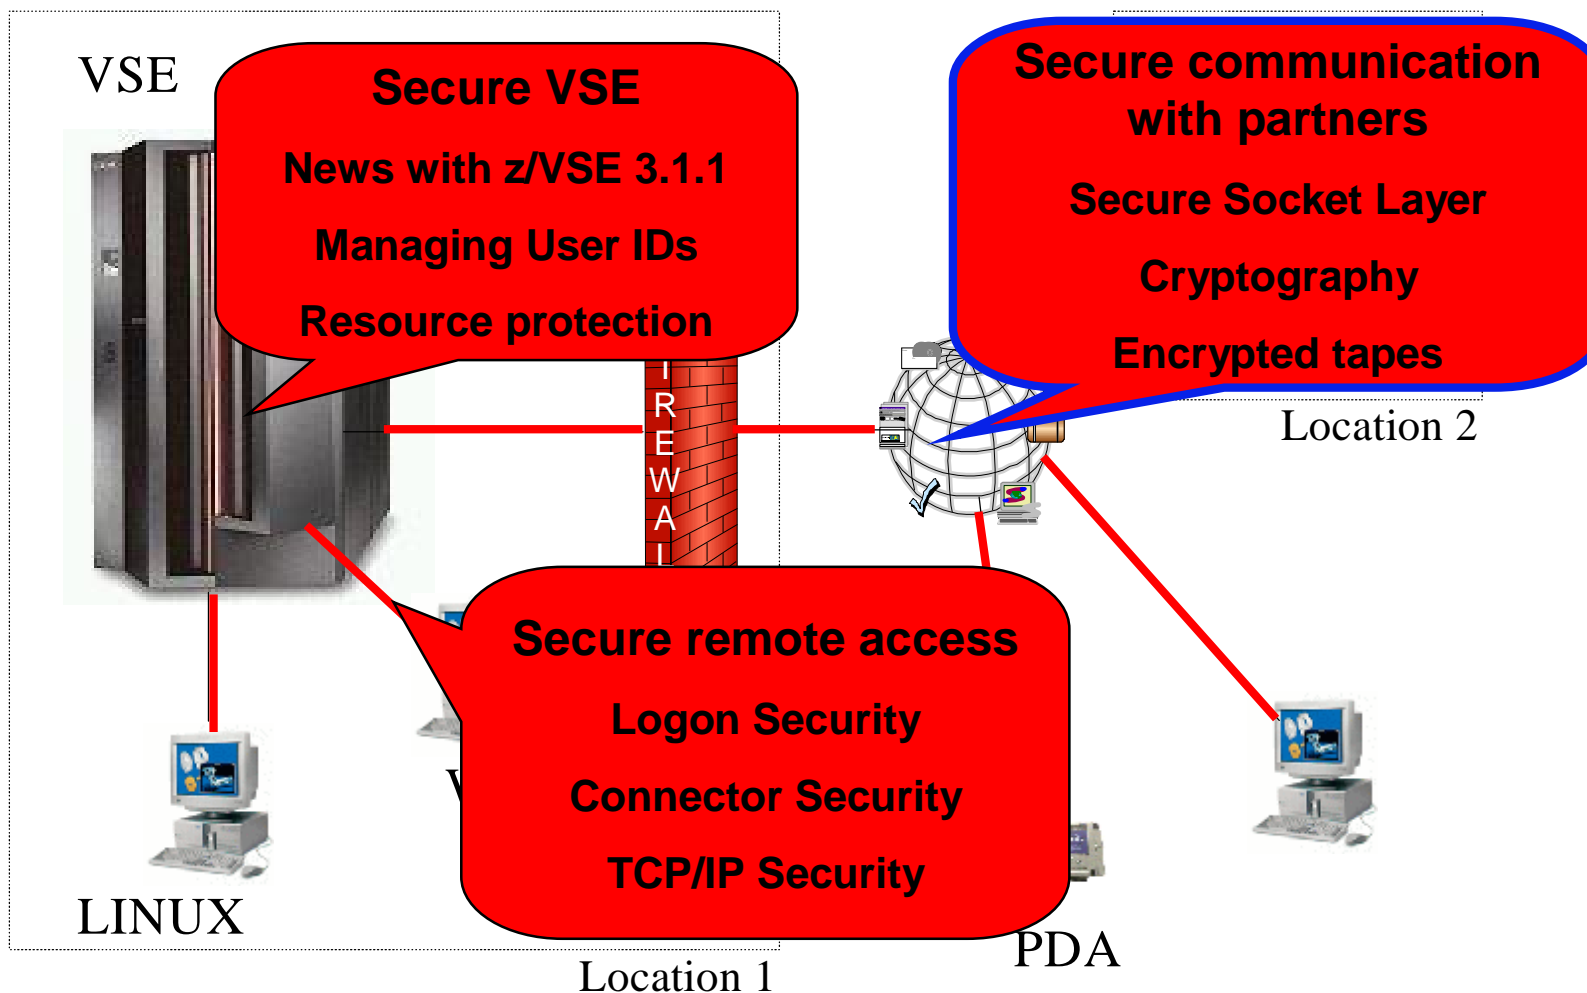 VSE
Secure VSE
News with z/VSE 3.1.1
Managing User IDs
Resource protection
Secure communication
with partners
Secure Socket Layer
Cryptography
Encrypted tapes
Location 2
I
R
E
W
A
L
Secure remote access
Logon Security
Connector Security
TCP/IP Security
LINUX
PDA
Location 1